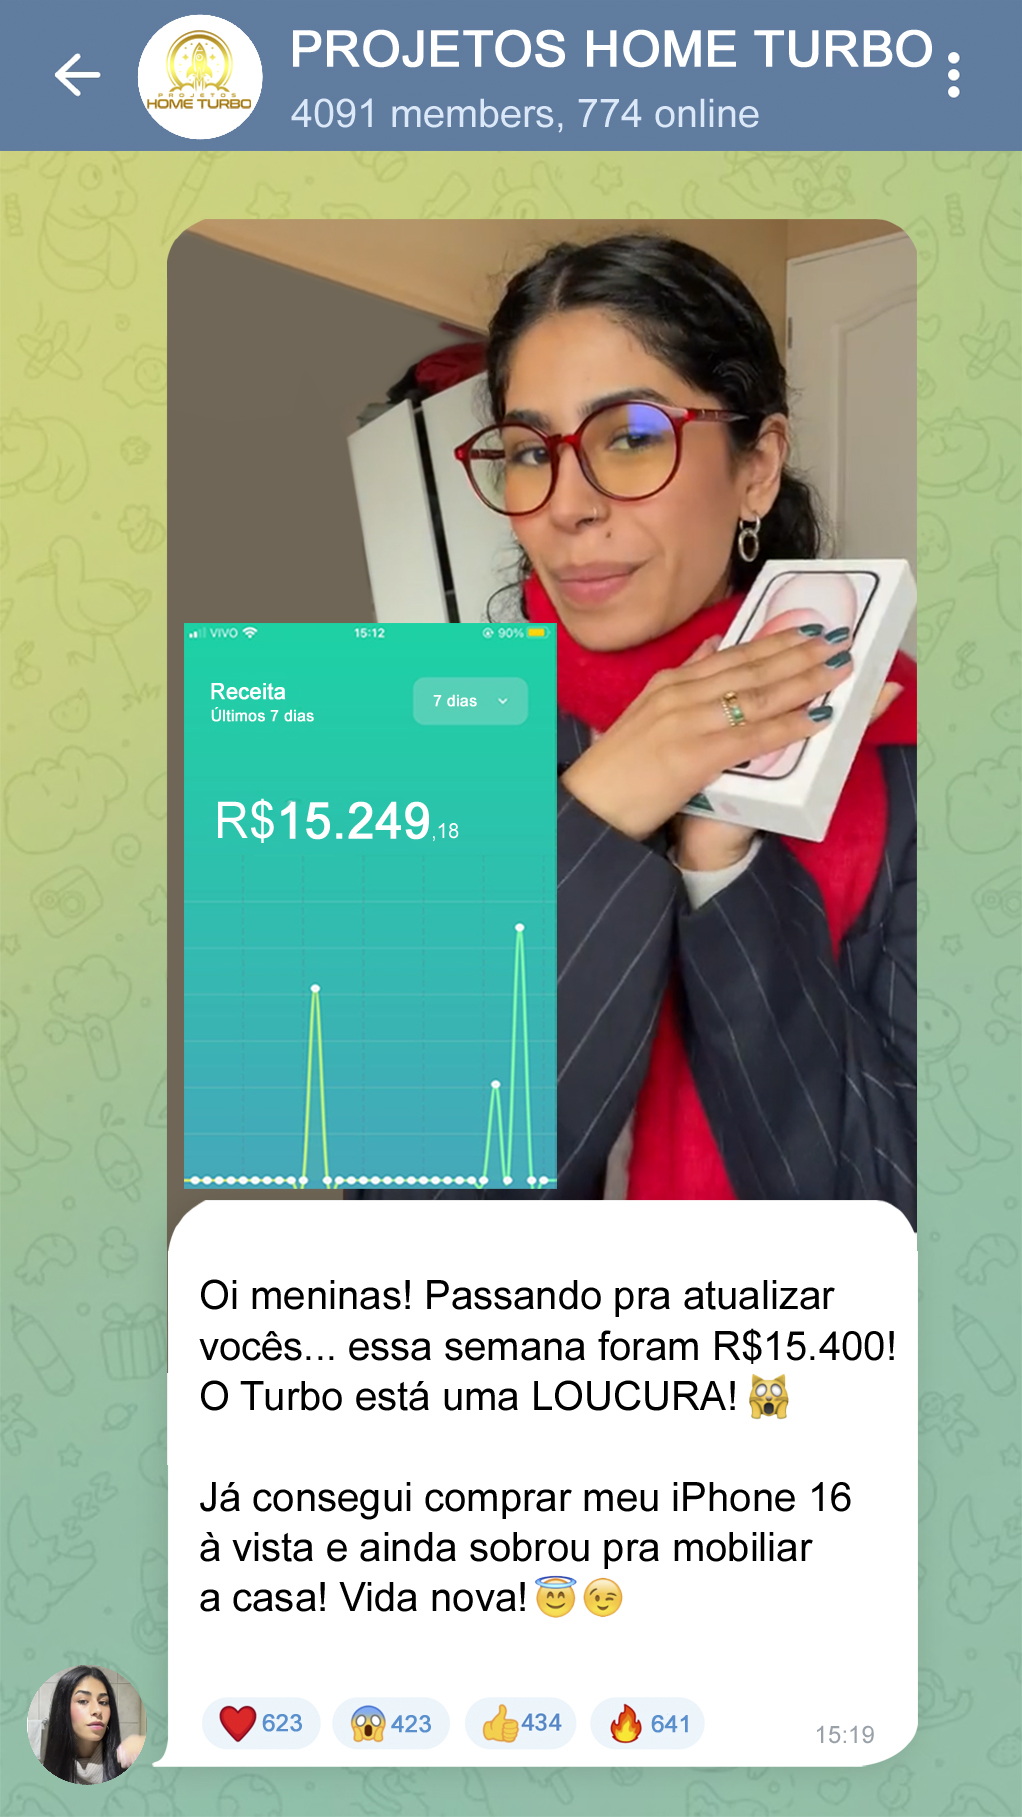 PROJETOS HOME TURBO
4091 members, 774 online
PROJETOS
HOME TURBO
VIVO 15:12 90%
Receita
Últimos 7 dias
7 dias
R$15.249,18
Oi meninas! Passando pra atualizar
vocês... essa semana foram R$15.400!
O Turbo está uma LOUCURA! 🙀
Já consegui comprar meu iPhone 16
à vista e ainda sobrou pra mobiliar
a casa! Vida nova! 😇😉
❤️ 623 😱 423 👍 434 🔥 641
15:19